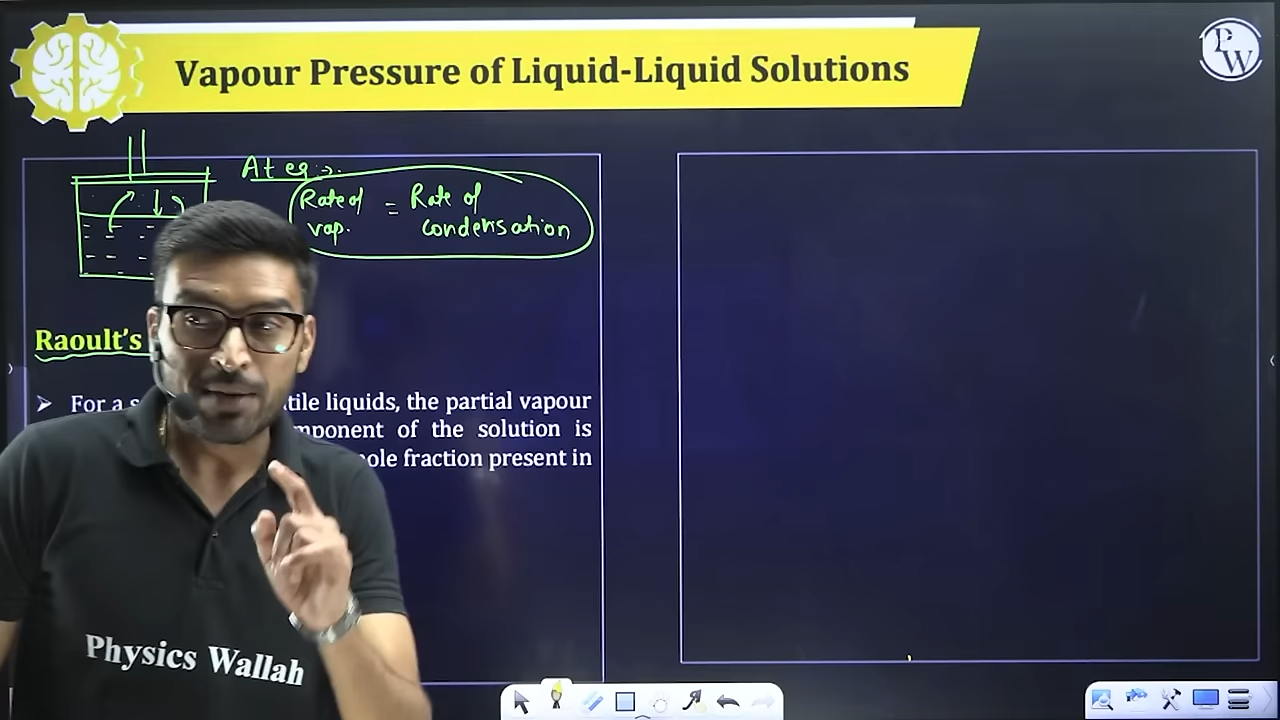 Vapour Pressure of Liquid-Liquid Solutions
PW
At eq :-
Rate of = Rate of
vap. condensation
Raoult's
For a s tile liquids, the partial vapour
mponent of the solution is
ole fraction present in
Physics Wallah